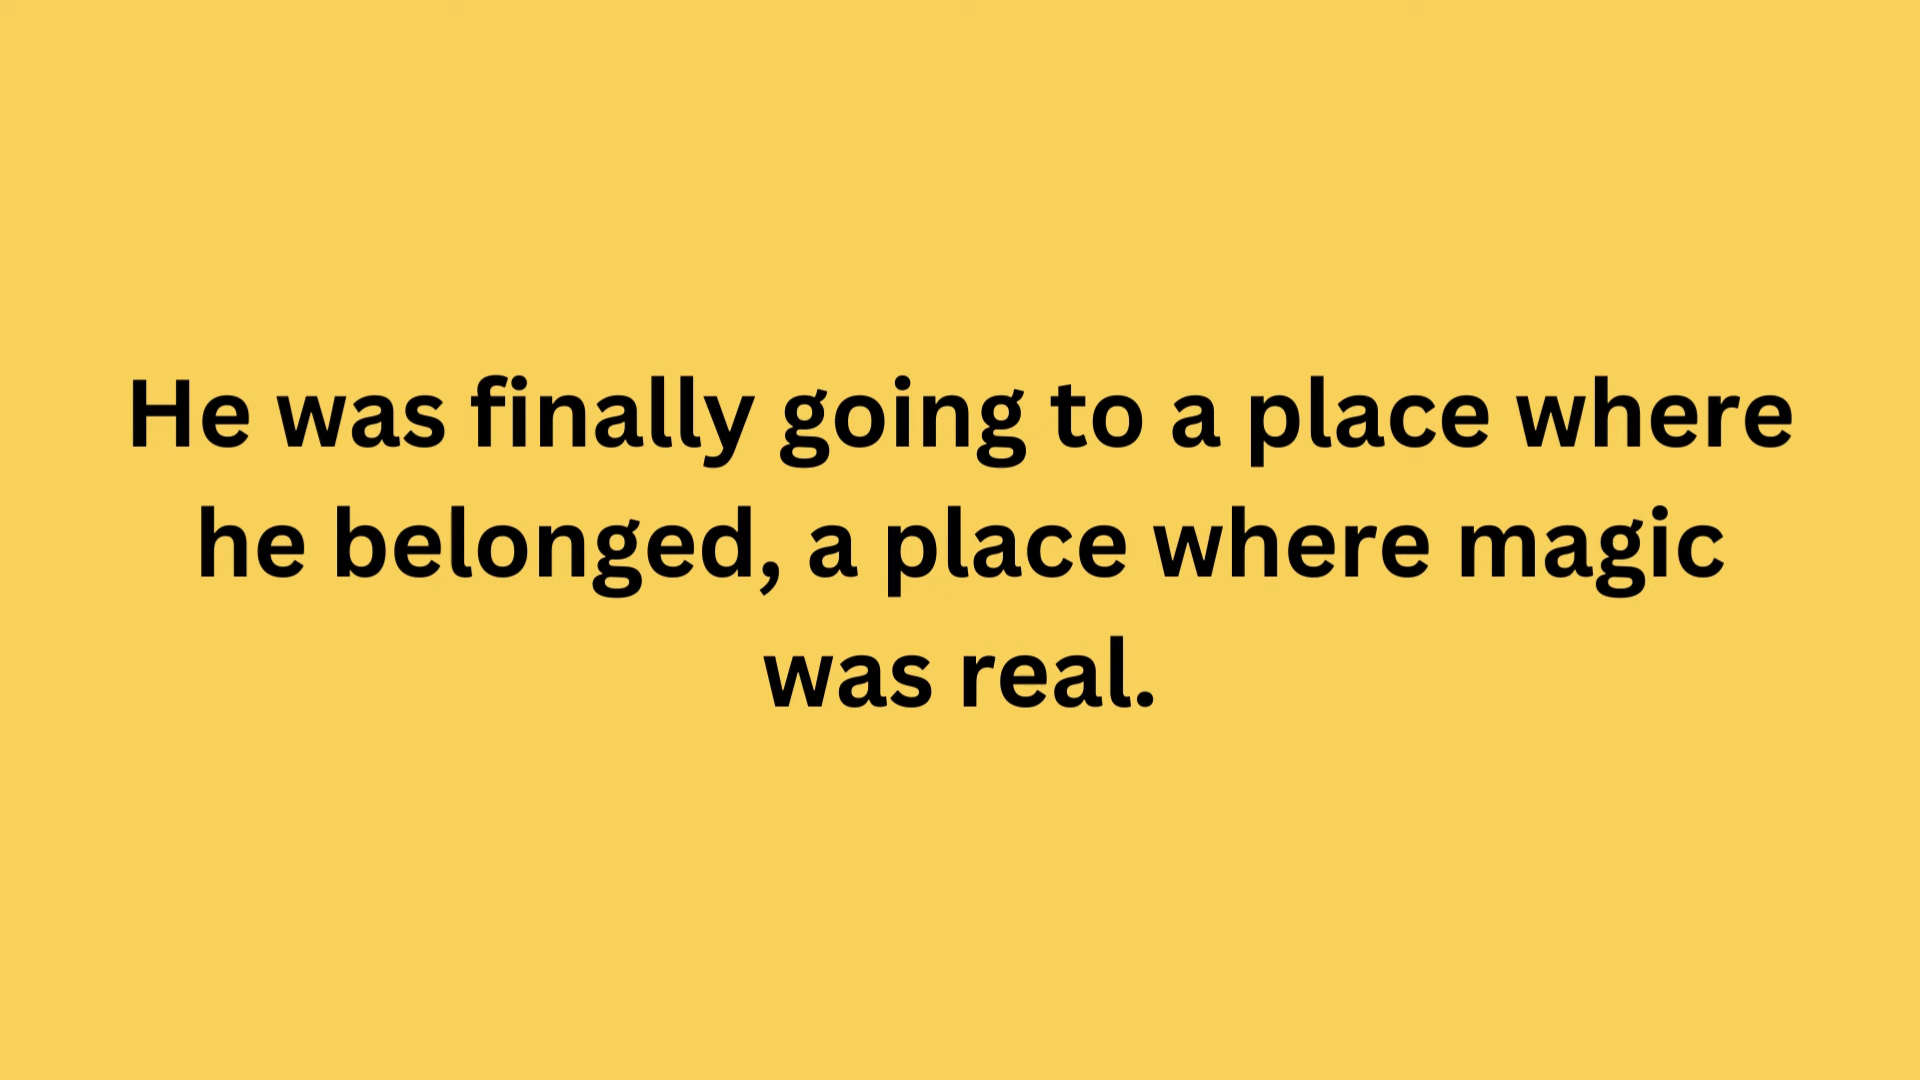 He was finally going to a place where
he belonged, a place where magic
was real.